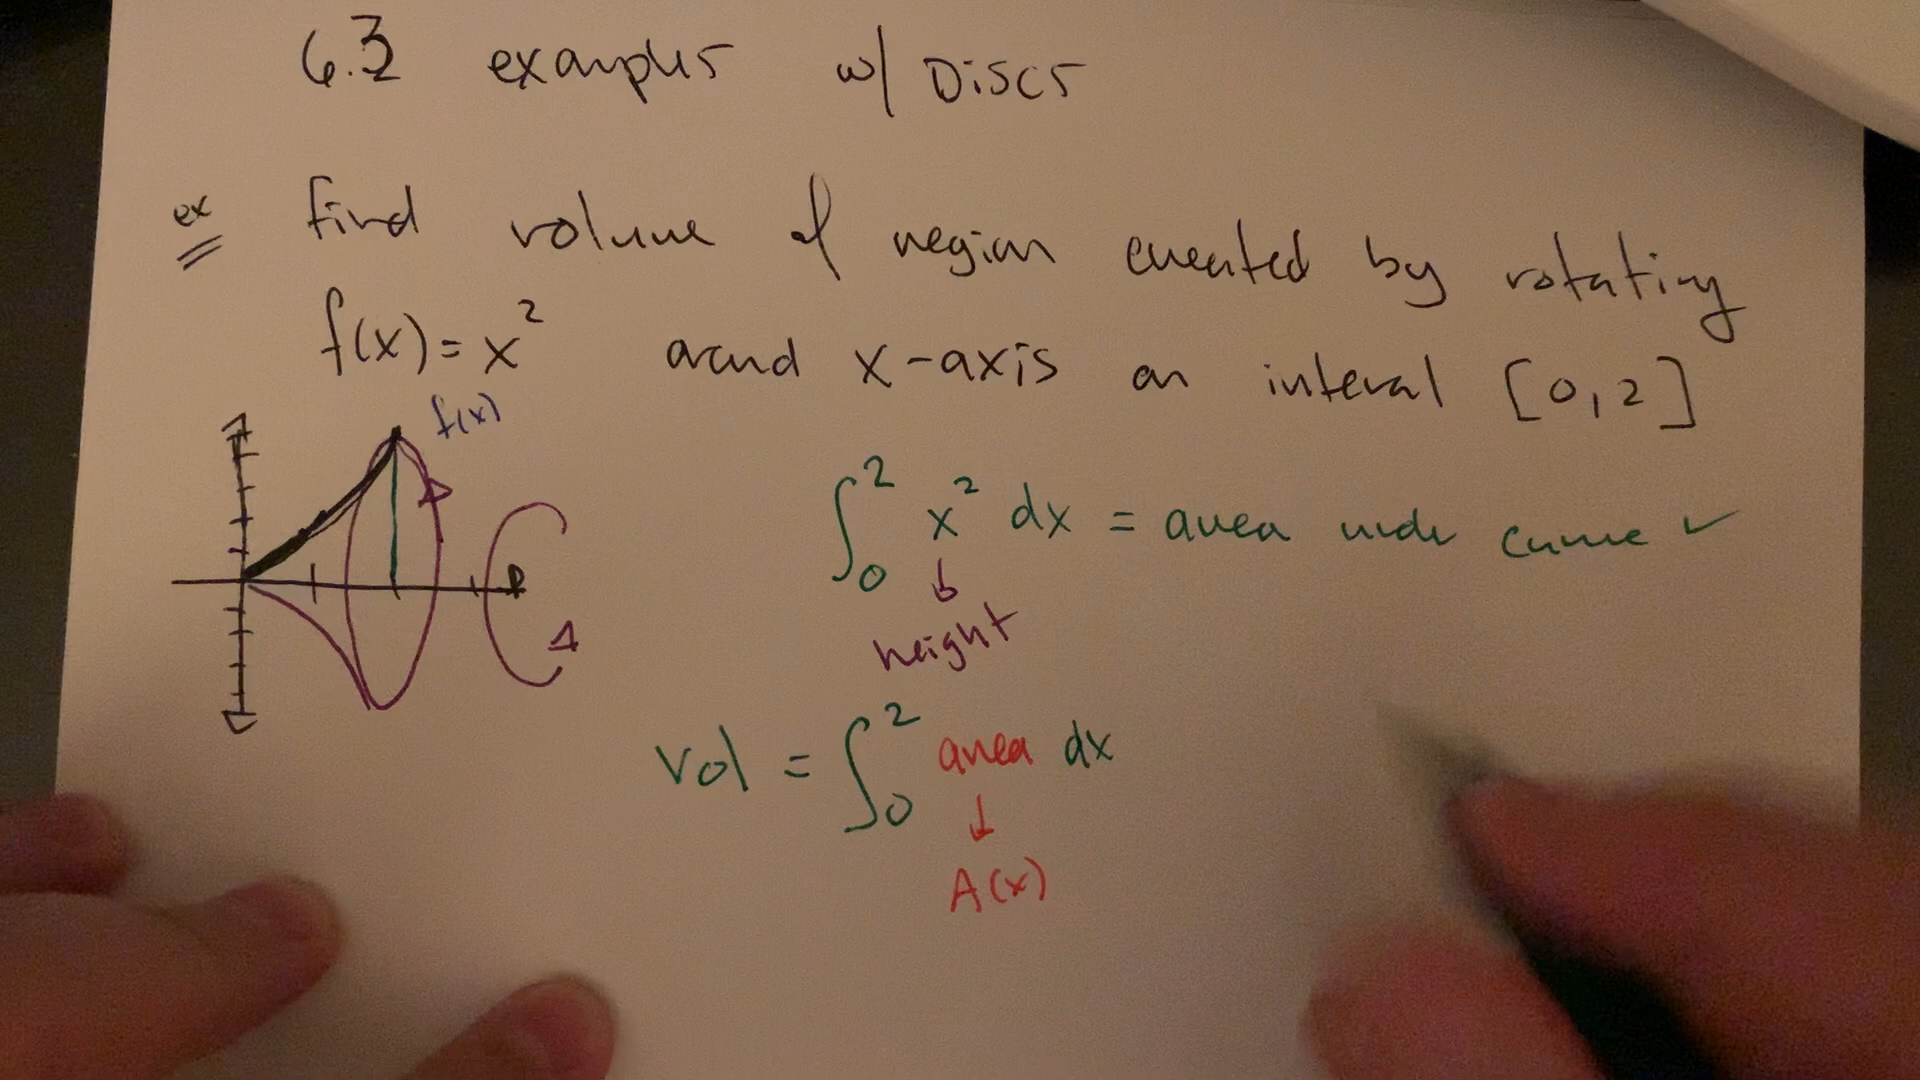 6.3 examples w/ Discs
ex find volume of region created by rotating
f(x) = x² around x-axis on interval [0,2]
f(x)
∫₀² x² dx = area under curve ✓
↓
height
Vol = ∫₀² area dx
↓
A(x)